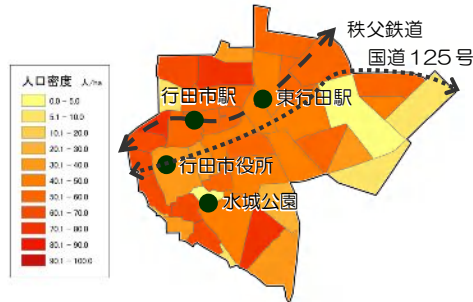 秩父鉄道
国道125号
人口密度 人/ha
0.0 - 5.0
5.1 - 10.0
10.1 - 20.0
20.1 - 30.0
30.1 - 40.0
40.1 - 50.0
50.1 - 60.0
60.1 - 70.0
70.1 - 80.0
80.1 - 90.0
90.1 - 100.0
行田市駅
東行田駅
行田市役所
水城公園